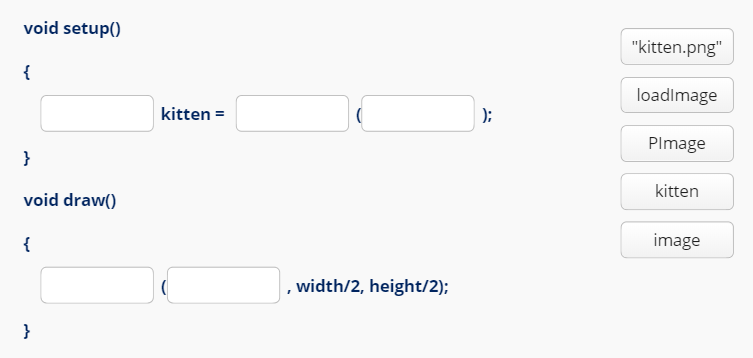 void setup()
{
kitten = ( );
}
void draw()
{
( , width/2, height/2);
}
"kitten.png"
loadImage
PImage
kitten
image